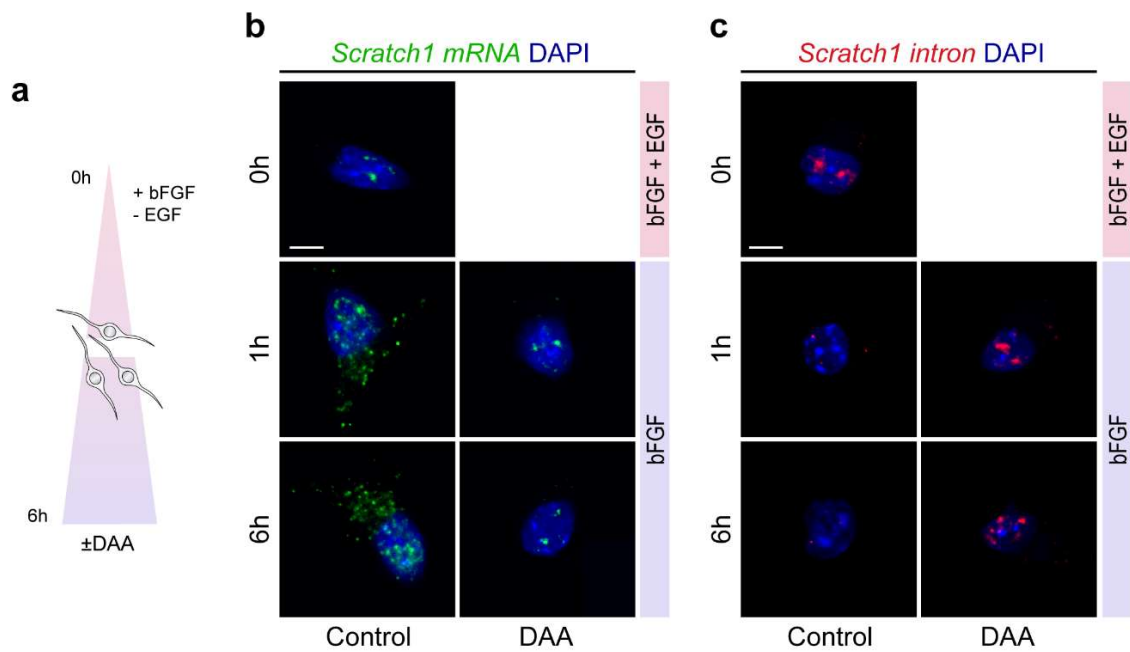 a
0h
+ bFGF
- EGF
6h
±DAA
b
Scratch1 mRNA DAPI
0h
bFGF + EGF
1h
6h
bFGF
Control
DAA
c
Scratch1 intron DAPI
0h
bFGF + EGF
1h
6h
bFGF
Control
DAA